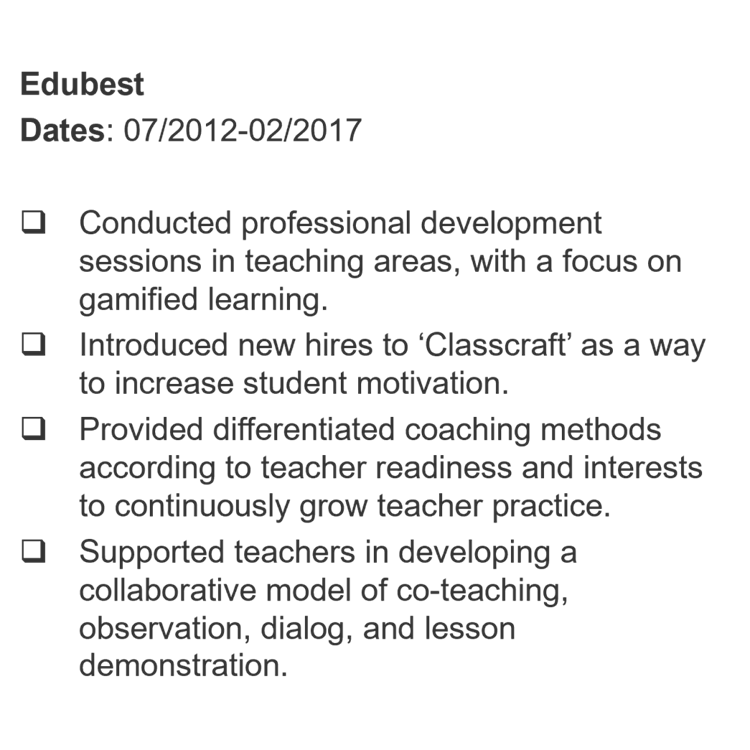 Edubest
Dates: 07/2012-02/2017
❑ Conducted professional development
sessions in teaching areas, with a focus on
gamified learning.
❑ Introduced new hires to ‘Classcraft’ as a way
to increase student motivation.
❑ Provided differentiated coaching methods
according to teacher readiness and interests
to continuously grow teacher practice.
❑ Supported teachers in developing a
collaborative model of co-teaching,
observation, dialog, and lesson
demonstration.